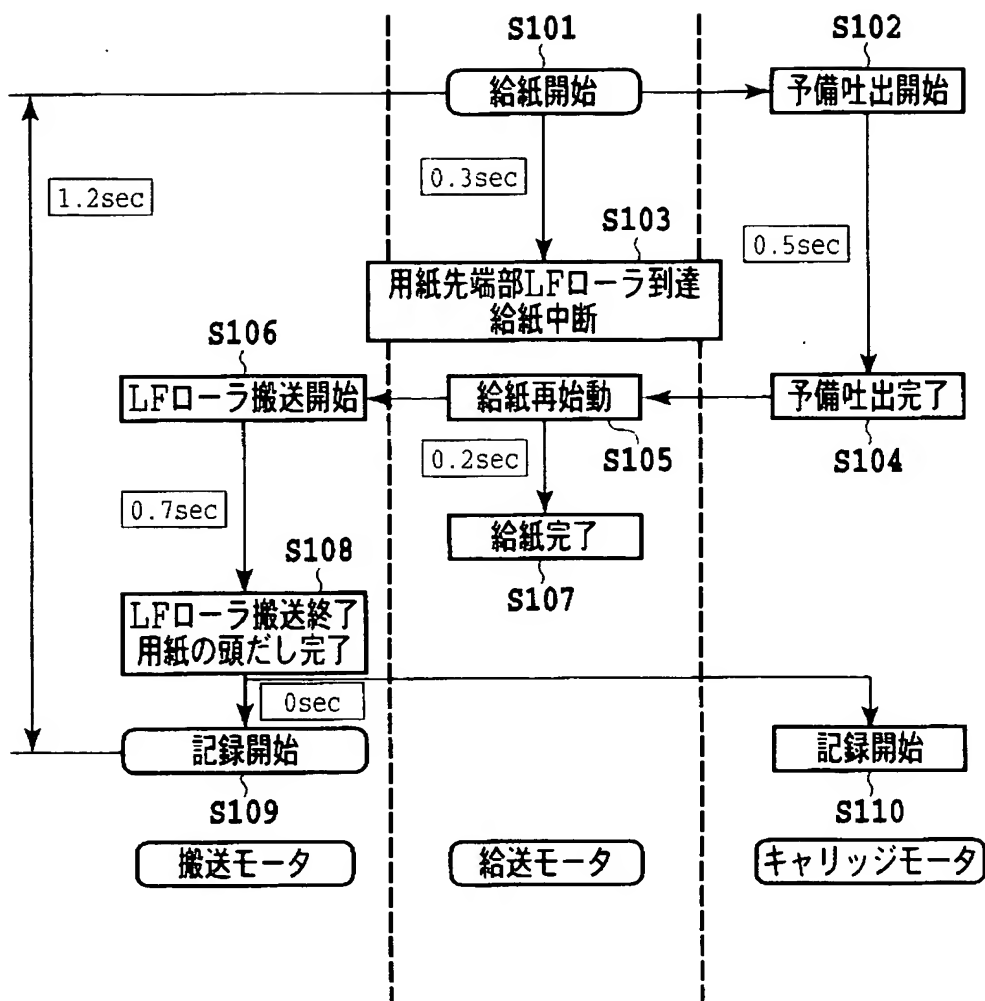 S101
S102
給紙開始
予備吐出開始
1.2sec
0.3sec
S103
0.5sec
用紙先端部LFローラ到達
給紙中断
S106
LFローラ搬送開始
給紙再始動
予備吐出完了
S105
S104
0.2sec
0.7sec
給紙完了
S107
S108
LFローラ搬送終了
用紙の頭だし完了
0sec
記録開始
記録開始
S109
S110
搬送モータ
給送モータ
キャリッジモータ